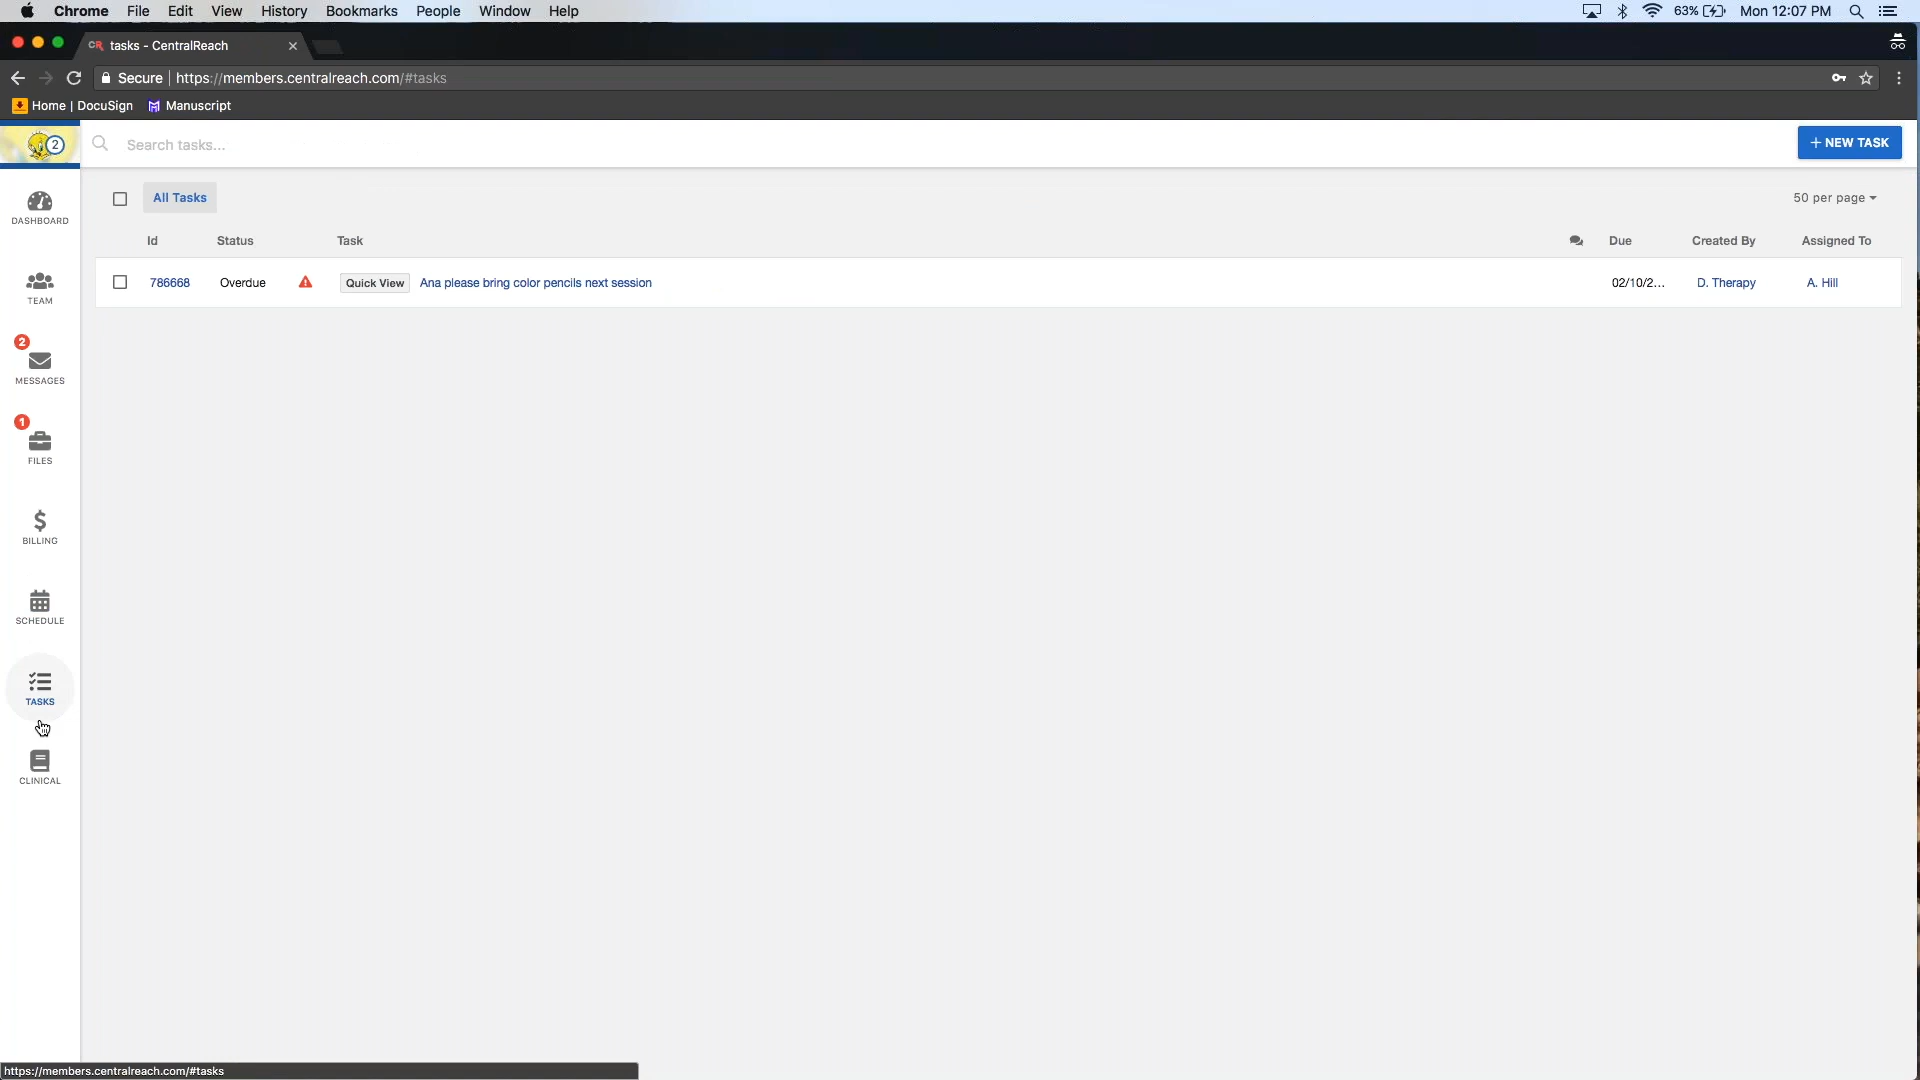 Chrome File Edit View History Bookmarks People Window Help 63% Mon 12:07 PM
CR tasks - CentralReach
Secure https://members.centralreach.com/#tasks
Home | DocuSign Manuscript
2 Search tasks... + NEW TASK
DASHBOARD
TEAM
2
MESSAGES
1
FILES
BILLING
SCHEDULE
TASKS
CLINICAL
All Tasks 50 per page
Id Status Task Due Created By Assigned To
786668 Overdue Quick View Ana please bring color pencils next session 02/10/2... D. Therapy A. Hill
https://members.centralreach.com/#tasks